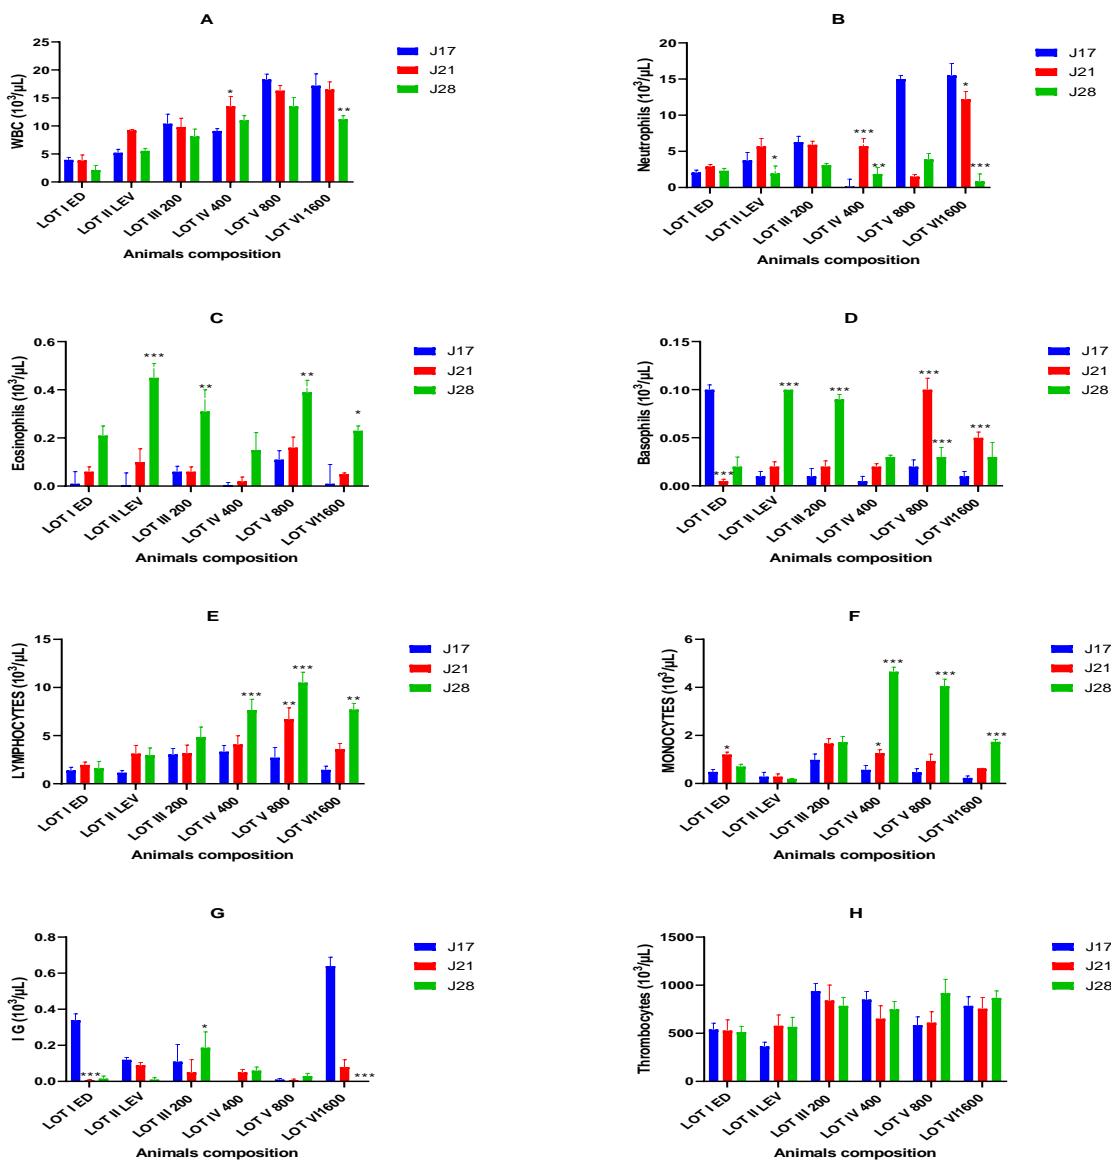 A
WBC (10³/µL)
25
20
15
10
5
0
* **
LOT I ED LOT II LEV LOT III 200 LOT IV 400 LOT V 800 LOT VI1600
Animals composition
J17
J21
J28
B
Neutrophils (10³/µL)
20
15
10
5
0
* *** ** * ***
LOT I ED LOT II LEV LOT III 200 LOT IV 400 LOT V 800 LOT VI1600
Animals composition
J17
J21
J28
C
Eosinophils (10³/µL)
0.6
0.4
0.2
0.0
*** ** ** *
LOT I ED LOT II LEV LOT III 200 LOT IV 400 LOT V 800 LOT VI1600
Animals composition
J17
J21
J28
D
Basophils (10³/µL)
0.15
0.10
0.05
0.00
*** *** *** *** *** ***
LOT I ED LOT II LEV LOT III 200 LOT IV 400 LOT V 800 LOT VI1600
Animals composition
J17
J21
J28
E
LYMPHOCYTES (10³/µL)
15
10
5
0
*** ** *** **
LOT I ED LOT II LEV LOT III 200 LOT IV 400 LOT V 800 LOT VI1600
Animals composition
J17
J21
J28
F
MONOCYTES (10³/µL)
6
4
2
0
* * *** *** ***
LOT I ED LOT II LEV LOT III 200 LOT IV 400 LOT V 800 LOT VI1600
Animals composition
J17
J21
J28
G
I G (10³/µL)
0.8
0.6
0.4
0.2
0.0
*** * ***
LOT I ED LOT II LEV LOT III 200 LOT IV 400 LOT V 800 LOT VI1600
Animals composition
J17
J21
J28
H
Thrombocytes (10³/µL)
1500
1000
500
0
LOT I ED LOT II LEV LOT III 200 LOT IV 400 LOT V 800 LOT VI1600
Animals composition
J17
J21
J28